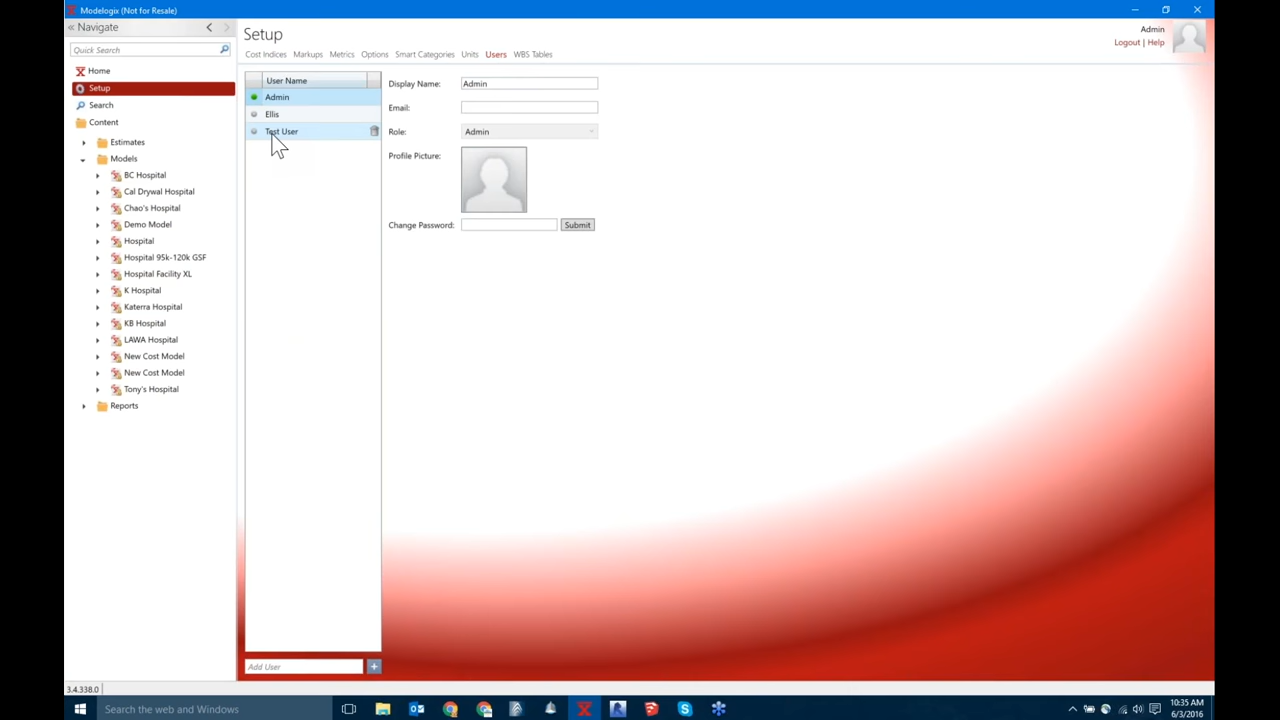 Modelogix (Not for Resale)
« Navigate
Quick Search
Home
Setup
Search
Content
Estimates
Models
BC Hospital
Cal Drywal Hospital
Chao's Hospital
Demo Model
Hospital
Hospital 95k-120k GSF
Hospital Facility XL
K Hospital
Katerra Hospital
KB Hospital
LAWA Hospital
New Cost Model
New Cost Model
Tony's Hospital
Reports
Setup
Cost Indices Markups Metrics Options Smart Categories Units Users WBS Tables
Admin
Logout | Help
User Name
Admin
Ellis
Test User
Add User
+
Display Name: Admin
Email:
Role: Admin
Profile Picture:
Change Password: Submit
3.4.338.0
Search the web and Windows
10:35 AM
6/3/2016